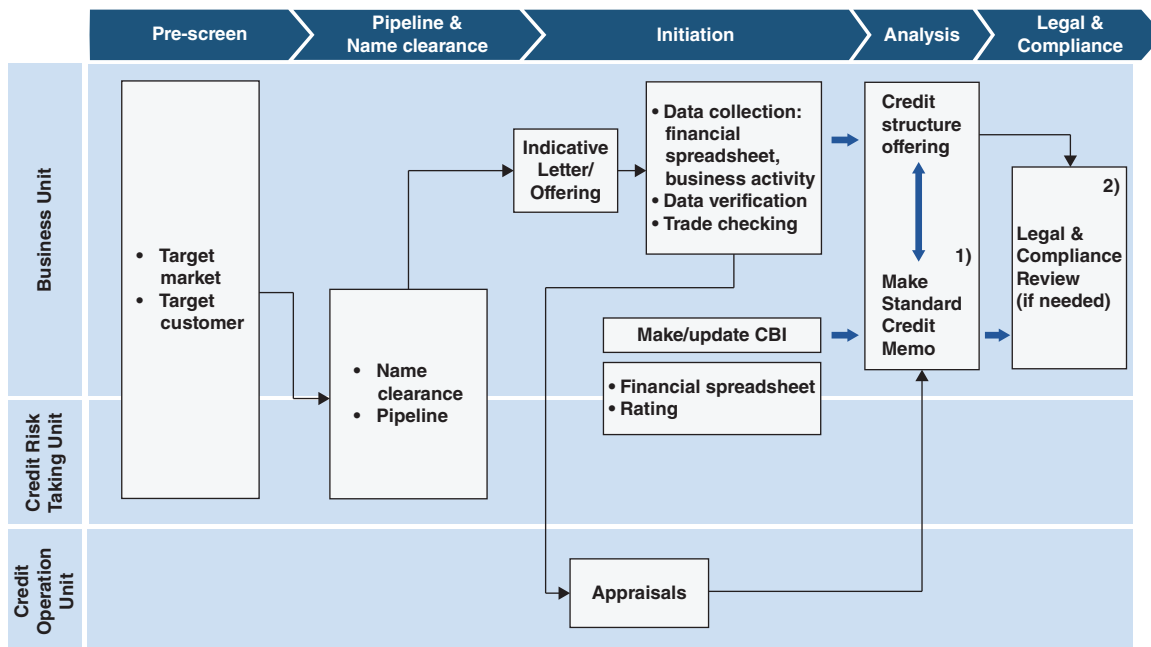 Pre-screen
Pipeline &
Name clearance
Initiation
Analysis
Legal &
Compliance
Business Unit
Credit Risk
Taking Unit
Credit
Operation
Unit
• Target
market
• Target
customer
• Name
clearance
• Pipeline
Indicative
Letter/
Offering
• Data collection:
financial
spreadsheet,
business activity
• Data verification
• Trade checking
Make/update CBI
• Financial spreadsheet
• Rating
Appraisals
Credit
structure
offering
1)
Make
Standard
Credit
Memo
2)
Legal &
Compliance
Review
(if needed)